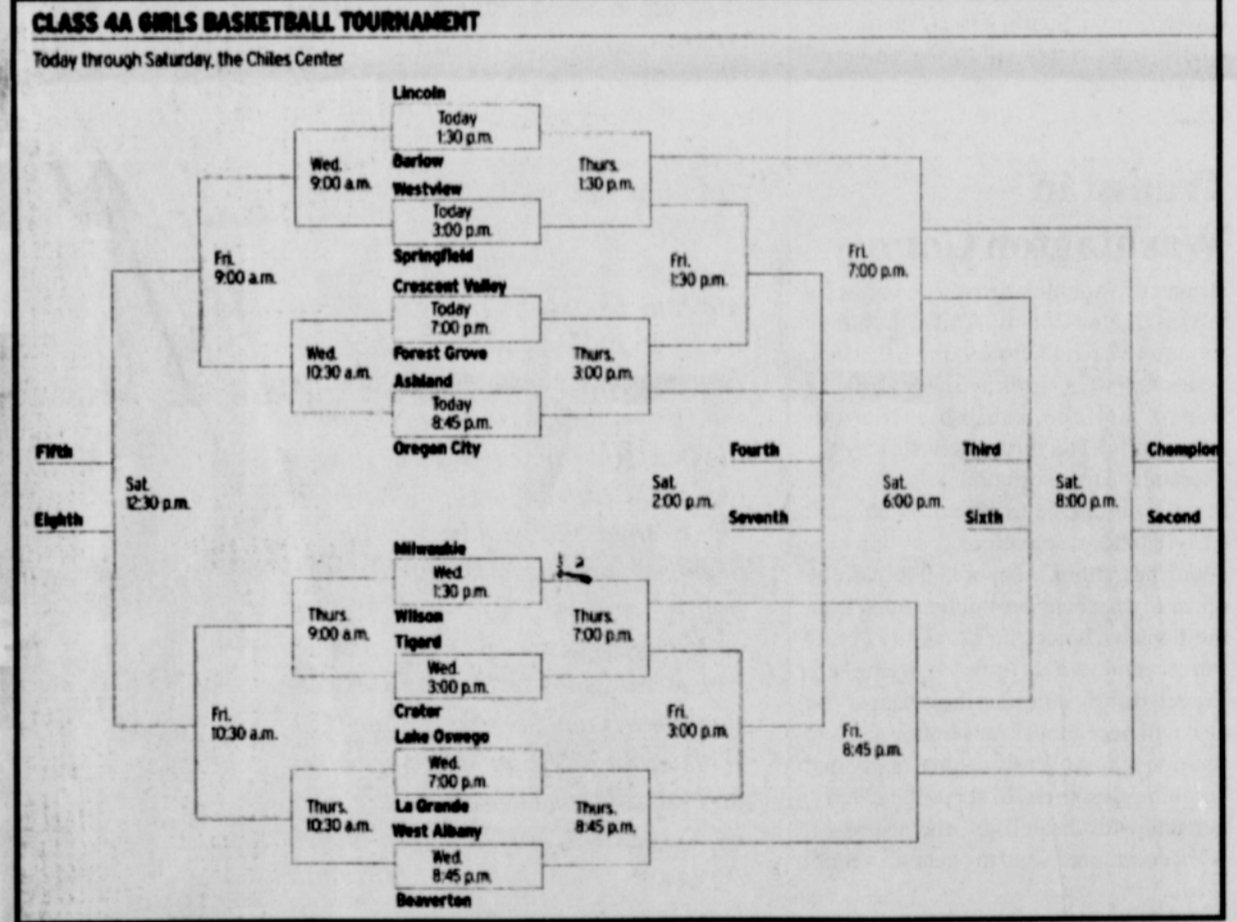 CLASS 4A GIRLS BASKETBALL TOURNAMENT
Today through Saturday, the Chiles Center
Lincoln
Today
1:30 p.m.
Barlow
Westview
Today
3:00 p.m.
Springfield
Crescent Valley
Today
7:00 p.m.
Forest Grove
Ashland
Today
8:45 p.m.
Oregon City
Wed.
9:00 a.m.
Wed.
10:30 a.m.
Fri.
9:00 a.m.
Thurs.
1:30 p.m.
Thurs.
3:00 p.m.
Fri.
1:30 p.m.
Fri.
7:00 p.m.
Fifth
Sat.
12:30 p.m.
Eighth
Fourth
Sat.
2:00 p.m.
Seventh
Third
Sat.
6:00 p.m.
Sixth
Champion
Sat.
8:00 p.m.
Second
Milwaukie
Wed.
1:30 p.m.
Wilson
Tigard
Wed.
3:00 p.m.
Crater
Lake Oswego
Wed.
7:00 p.m.
La Grande
West Albany
Wed.
8:45 p.m.
Beaverton
Thurs.
9:00 a.m.
Thurs.
10:30 a.m.
Fri.
10:30 a.m.
Thurs.
7:00 p.m.
Thurs.
8:45 p.m.
Fri.
3:00 p.m.
Fri.
8:45 p.m.